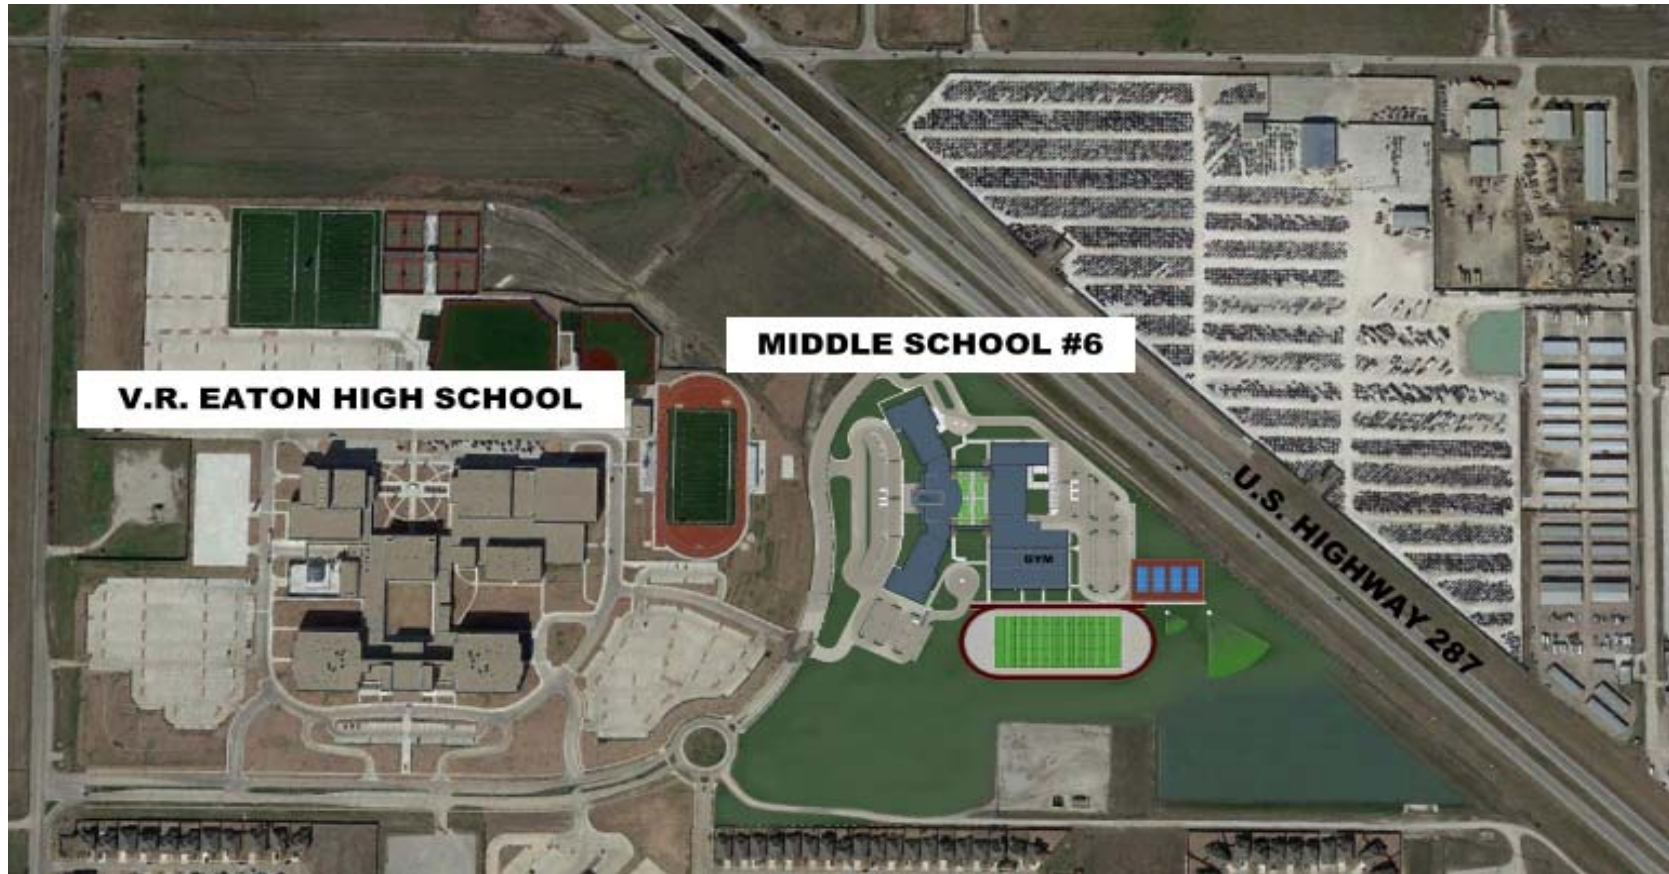 MIDDLE SCHOOL #6
V.R. EATON HIGH SCHOOL
U.S. HIGHWAY 287
GYM